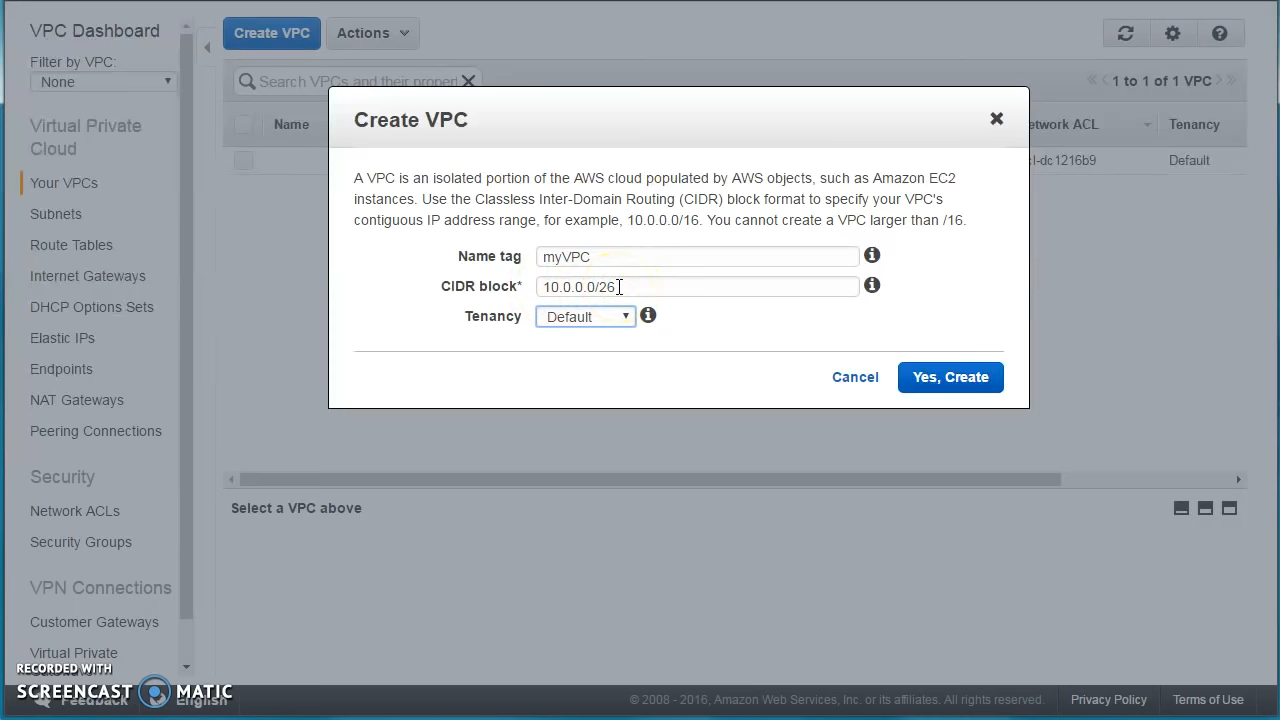 VPC Dashboard
Filter by VPC:
None
Virtual Private
Cloud
Your VPCs
Subnets
Route Tables
Internet Gateways
DHCP Options Sets
Elastic IPs
Endpoints
NAT Gateways
Peering Connections
Security
Network ACLs
Security Groups
VPN Connections
Customer Gateways
Virtual Private
Create VPC
Actions
Search VPCs and their propert
1 to 1 of 1 VPC
Name
etwork ACL
Tenancy
cl-dc1216b9
Default
Create VPC
A VPC is an isolated portion of the AWS cloud populated by AWS objects, such as Amazon EC2
instances. Use the Classless Inter-Domain Routing (CIDR) block format to specify your VPC's
contiguous IP address range, for example, 10.0.0.0/16. You cannot create a VPC larger than /16.
Name tag
myVPC
CIDR block*
10.0.0.0/26
Tenancy
Default
Cancel
Yes, Create
Select a VPC above
RECORDED WITH
SCREENCAST MATIC
Feedback
English
© 2008 - 2016, Amazon Web Services, Inc. or its affiliates. All rights reserved.
Privacy Policy
Terms of Use